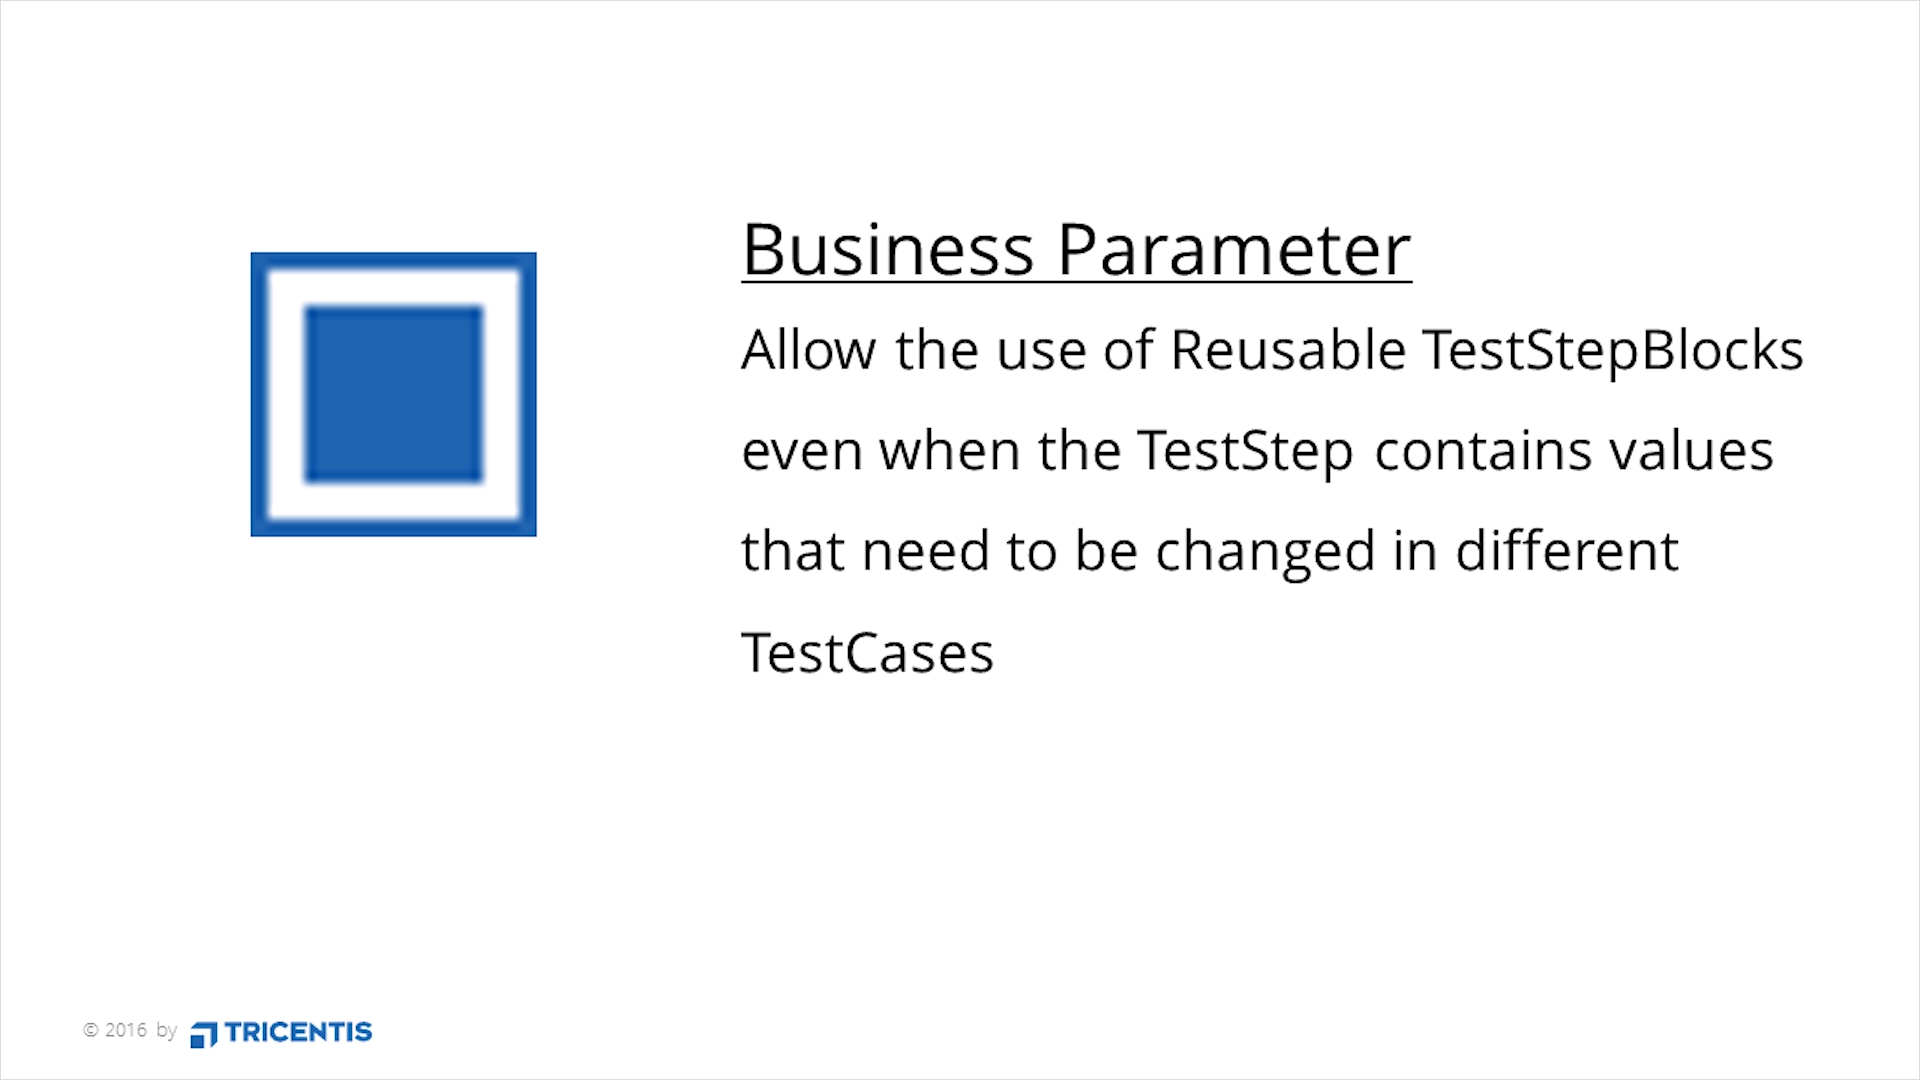 Business Parameter
Allow the use of Reusable TestStepBlocks
even when the TestStep contains values
that need to be changed in different
TestCases
© 2016 by TRICENTIS